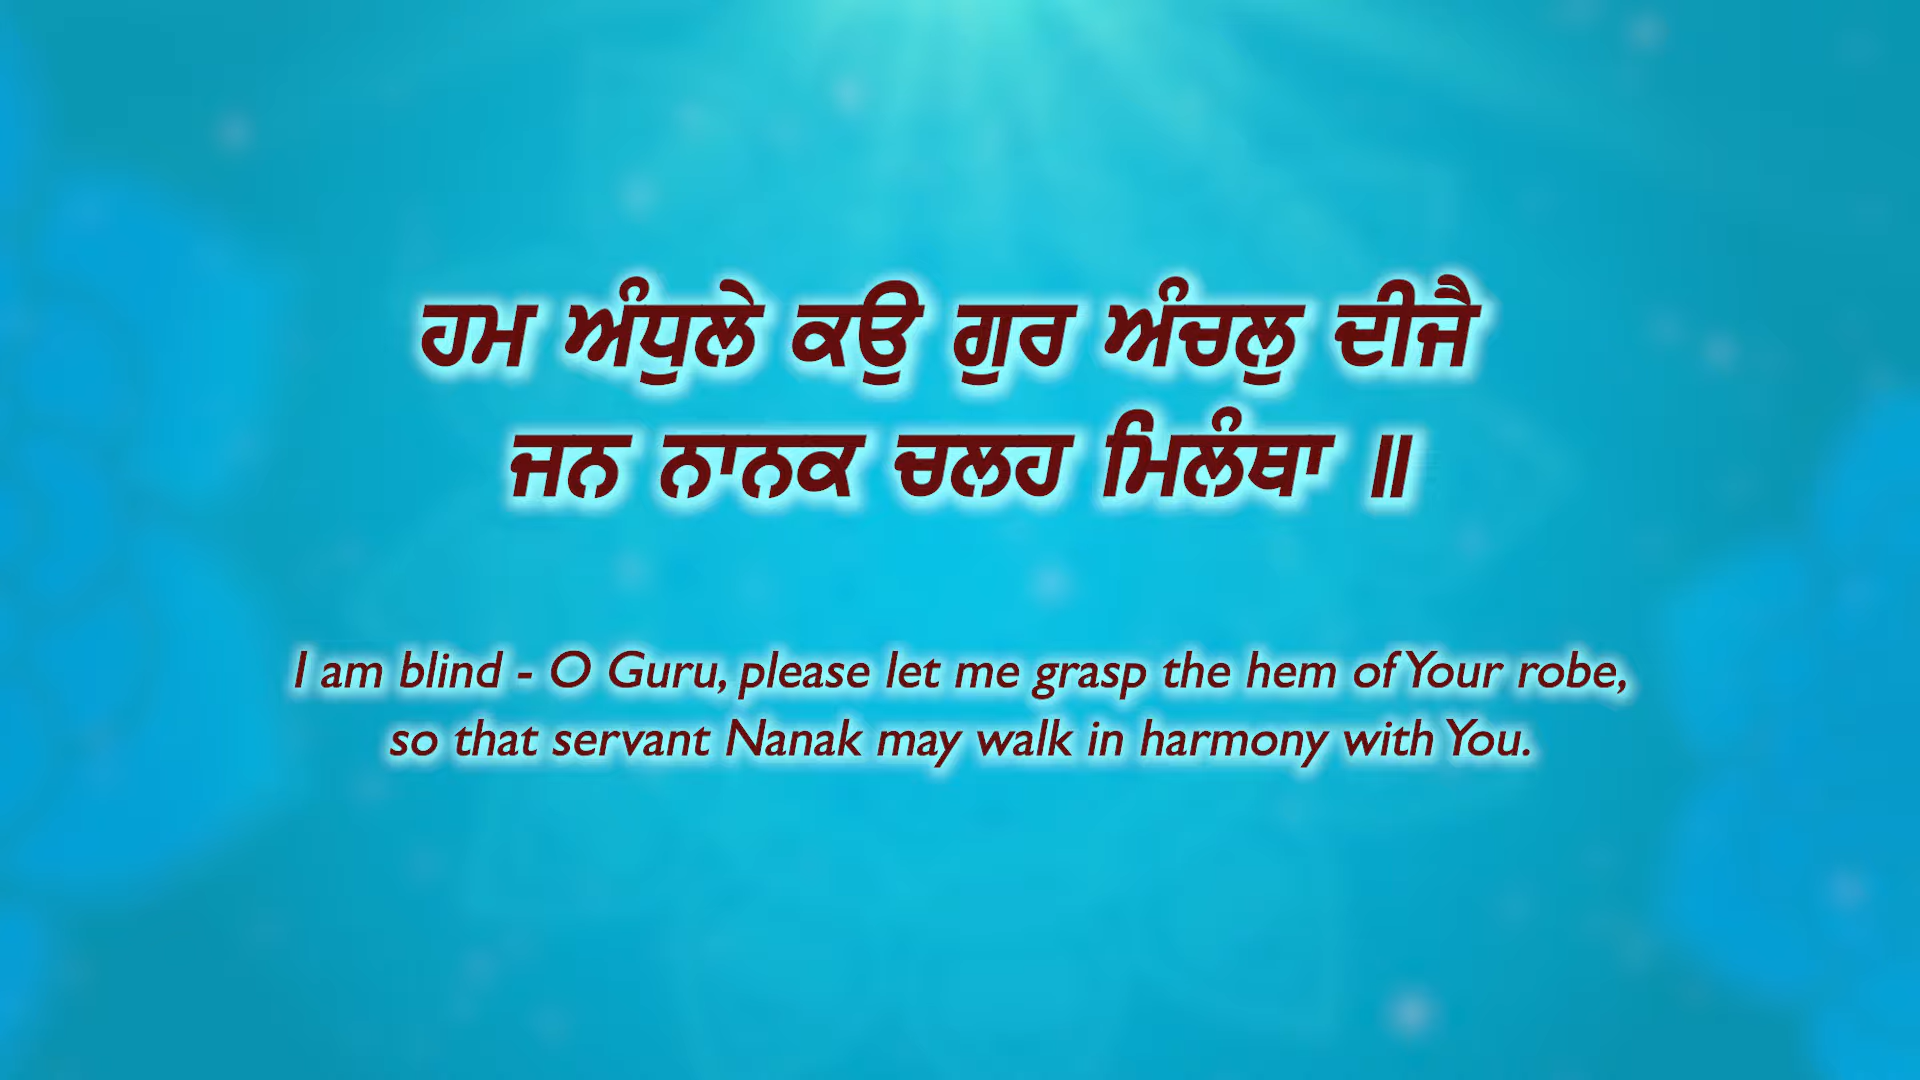 ਹਮ ਅੰਧੁਲੇ ਕਉ ਗੁਰ ਅੰਚਲੁ ਦੀਜੈ
ਜਨ ਨਾਨਕ ਚਲਹ ਮਿਲੰਥਾ ॥
I am blind - O Guru, please let me grasp the hem of Your robe,
so that servant Nanak may walk in harmony with You.